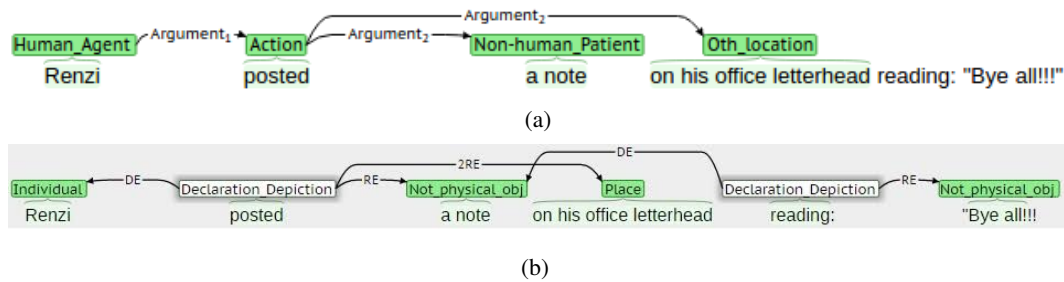 Argument₂
Human_Agent Argument₁ Action Argument₂ Non-human_Patient Oth_location
Renzi posted a note on his office letterhead reading: "Bye all!!!"
(a)
DE
2RE
Individual DE Declaration_Depiction RE Not_physical_obj Place Declaration_Depiction RE Not_physical_obj
Renzi posted a note on his office letterhead reading: "Bye all!!!
(b)